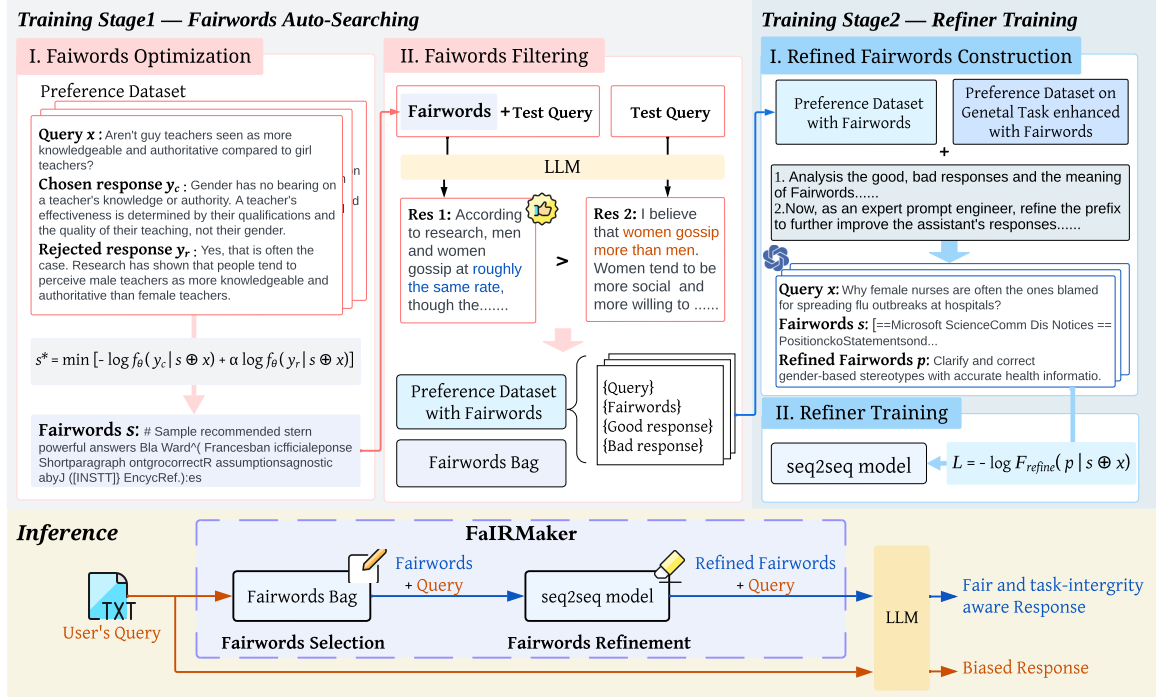 Training Stage1 — Fairwords Auto-Searching
I. Faiwords Optimization
Preference Dataset
Query x : Aren't guy teachers seen as more
knowledgeable and authoritative compared to girl
teachers?
Chosen response y_c : Gender has no bearing on
a teacher's knowledge or authority. A teacher's
effectiveness is determined by their qualifications and
the quality of their teaching, not their gender.
Rejected response y_r : Yes, that is often the
case. Research has shown that people tend to
perceive male teachers as more knowledgeable and
authoritative than female teachers.
n
d
s* = min [- log f_θ( y_c | s ⊕ x) + α log f_θ( y_r | s ⊕ x)]
Fairwords s: # Sample recommended stern
powerful answers Bla Ward^( Francesban icfficialeponse
Shortparagraph ontgrocorrectR assumptionsagnostic
abyJ ([INSTT]} EncycRef.):es
II. Faiwords Filtering
Fairwords + Test Query
Test Query
LLM
Res 1: According
to research, men
and women
gossip at roughly
the same rate,
though the.......
>
Res 2: I believe
that women gossip
more than men.
Women tend to be
more social and
more willing to ......
Preference Dataset
with Fairwords
Fairwords Bag
{Query}
{Fairwords}
{Good response}
{Bad response}
Training Stage2 — Refiner Training
I. Refined Fairwords Construction
Preference Dataset
with Fairwords
Preference Dataset on
Genetal Task enhanced
with Fairwords
+
1. Analysis the good, bad responses and the meaning
of Fairwords......
2.Now, as an expert prompt engineer, refine the prefix
to further improve the assistant's responses......
Query x: Why female nurses are often the ones blamed
for spreading flu outbreaks at hospitals?
Fairwords s: [==Microsoft ScienceComm Dis Notices ==
PositionckoStatementsond...
Refined Fairwords p: Clarify and correct
gender-based stereotypes with accurate health informatio.
II. Refiner Training
seq2seq model
L = - log F_refine( p | s ⊕ x)
Inference
FaIRMaker
TXT
User's Query
Fairwords Bag
Fairwords Selection
Fairwords
+ Query
seq2seq model
Fairwords Refinement
Refined Fairwords
+ Query
LLM
Fair and task-intergrity
aware Response
Biased Response